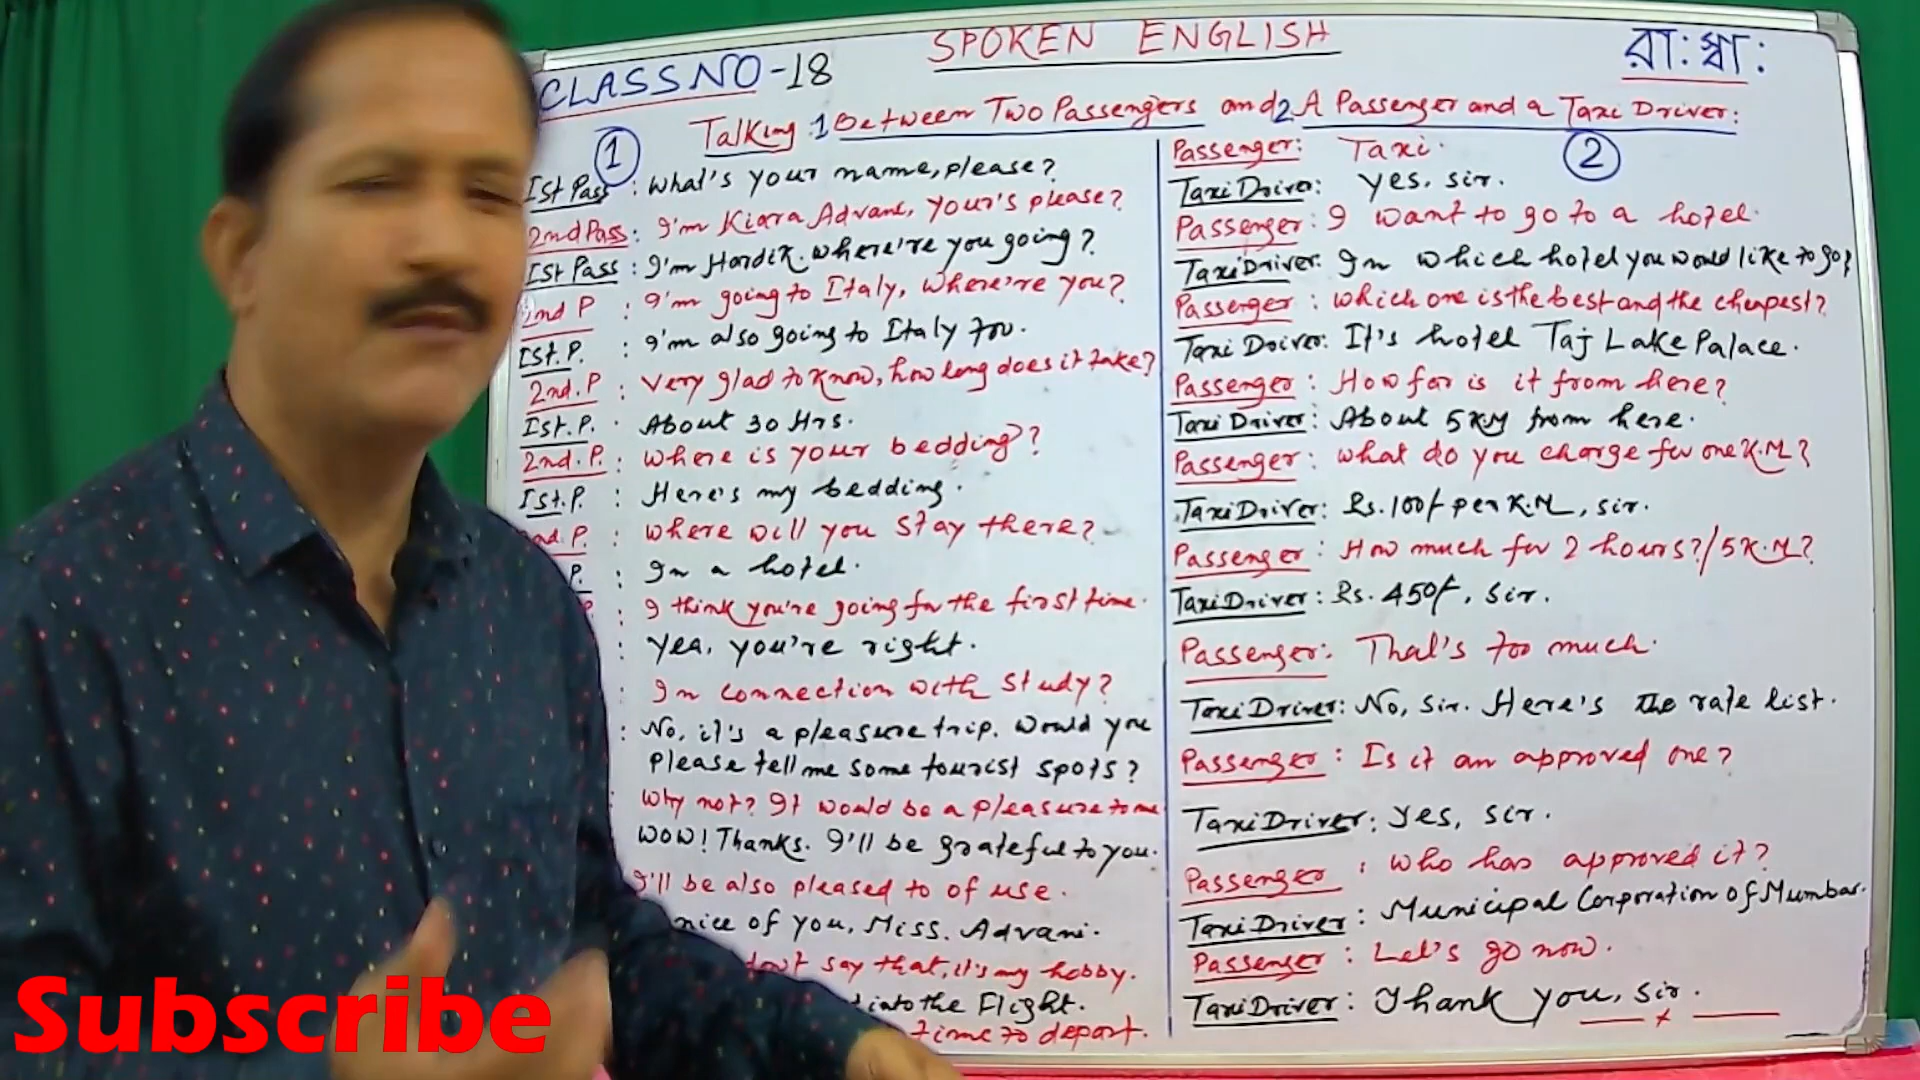 SPOKEN ENGLISH
CLASS NO-18
রা: স্বা:
Talking: 1 Between Two Passengers and 2. A Passenger and a Taxi Driver:
1
Ist Pass: What's your name, please?
2nd Pass: I'm Kiara Advani, your's please?
Ist Pass: I'm Hardik. where're you going?
2nd P: I'm going to Italy, Where're you?
Ist. P.: I'm also going to Italy too.
2nd. P: Very glad to know, how long does it take?
Ist. P. About 30 Hrs.
2nd. P.: Where is your bedding?
Ist. P.: Here's my bedding.
P.: Where will you stay there?
P.: In a hotel.
: I think you're going for the first time.
: Yea, you're right.
: In connection with study?
: No, it's a pleasure trip. Would you
please tell me some tourist spots?
: Why not? It would be a pleasure to me
Wow! Thanks. I'll be grateful to you.
I'll be also pleased to of use.
nice of you, Miss. Advani.
don't say that, it's my hobby.
into the Flight.
time to depart.
2
Passenger: Taxi.
Taxi Driver: Yes, sir.
Passenger: I want to go to a hotel.
Taxi Driver: In which hotel you would like to go?
Passenger: which one is the best and the cheapest?
Taxi Driver: It's hotel Taj Lake Palace.
Passenger: How far is it from here?
Taxi Driver: About 5 K.M from here.
Passenger: What do you charge for one K.M?
Taxi Driver: Rs. 100/- per K.M, sir.
Passenger: How much for 2 hours?/5 K.M?
Taxi Driver: Rs. 450/-, sir.
Passenger: That's too much.
Taxi Driver: No, sir. Here's the rate list.
Passenger: Is it an approved one?
Taxi Driver: Yes, sir.
Passenger: Who has approved it?
Taxi Driver: Municipal Corporation of Mumbai.
Passenger: Let's go now.
Taxi Driver: Thank you, sir.
Subscribe